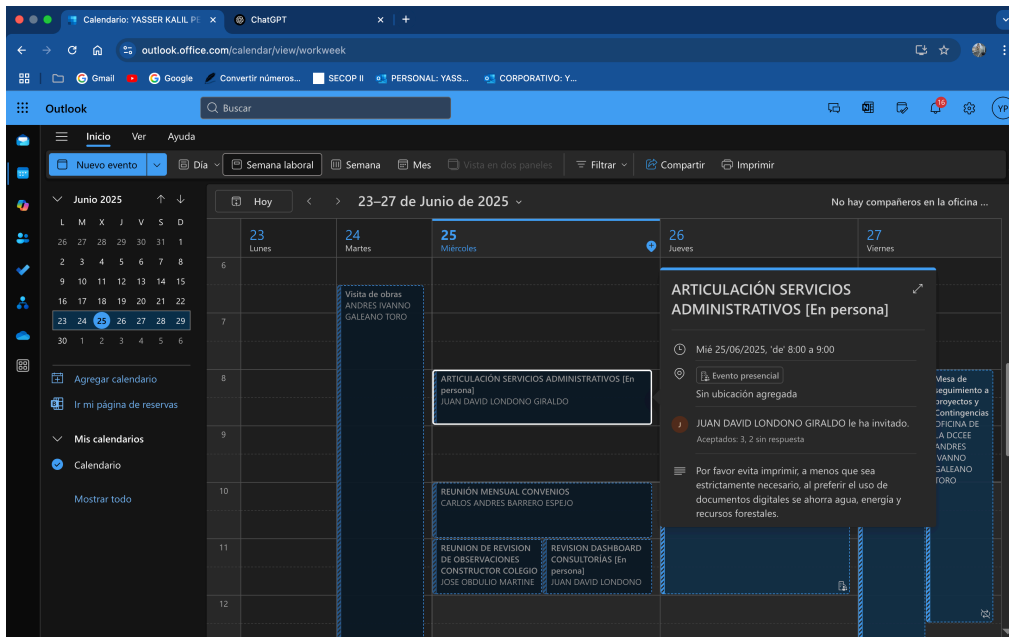 Calendario: YASSER KALIL PE
ChatGPT
outlook.office.com/calendar/view/workweek
Gmail
Google
Convertir números...
SECOP II
PERSONAL: YASS...
CORPORATIVO: Y...
Outlook
Buscar
16
YP
Inicio Ver Ayuda
Nuevo evento
Día
Semana laboral
Semana
Mes
Vista en dos paneles
Filtrar
Compartir
Imprimir
Junio 2025
L M X J V S D
26 27 28 29 30 31 1
2 3 4 5 6 7 8
9 10 11 12 13 14 15
16 17 18 19 20 21 22
23 24 25 26 27 28 29
30 1 2 3 4 5 6
Agregar calendario
Ir mi página de reservas
Mis calendarios
Calendario
Mostrar todo
Hoy
23–27 de Junio de 2025
No hay compañeros en la oficina ...
23
Lunes
24
Martes
25
Miércoles
26
Jueves
27
Viernes
6
7
8
9
10
11
12
Visita de obras
ANDRES IVANNO
GALEANO TORO
ARTICULACIÓN SERVICIOS ADMINISTRATIVOS [En
persona]
JUAN DAVID LONDONO GIRALDO
REUNIÓN MENSUAL CONVENIOS
CARLOS ANDRES BARRERO ESPEJO
REUNION DE REVISION
DE OBSERVACIONES
CONSTRUCTOR COLEGIO
JOSE OBDULIO MARTINE
REVISION DASHBOARD
CONSULTORÍAS [En
persona]
JUAN DAVID LONDONO
ARTICULACIÓN SERVICIOS
ADMINISTRATIVOS [En persona]
Mié 25/06/2025, 'de' 8:00 a 9:00
Evento presencial
Sin ubicación agregada
J
JUAN DAVID LONDONO GIRALDO le ha invitado.
Aceptados: 3, 2 sin respuesta
Por favor evita imprimir, a menos que sea
estrictamente necesario, al preferir el uso de
documentos digitales se ahorra agua, energía y
recursos forestales.
Mesa de
seguimiento a
proyectos y
Contingencias
OFICINA DE
LA DCCEE
ANDRES
IVANNO
GALEANO
TORO